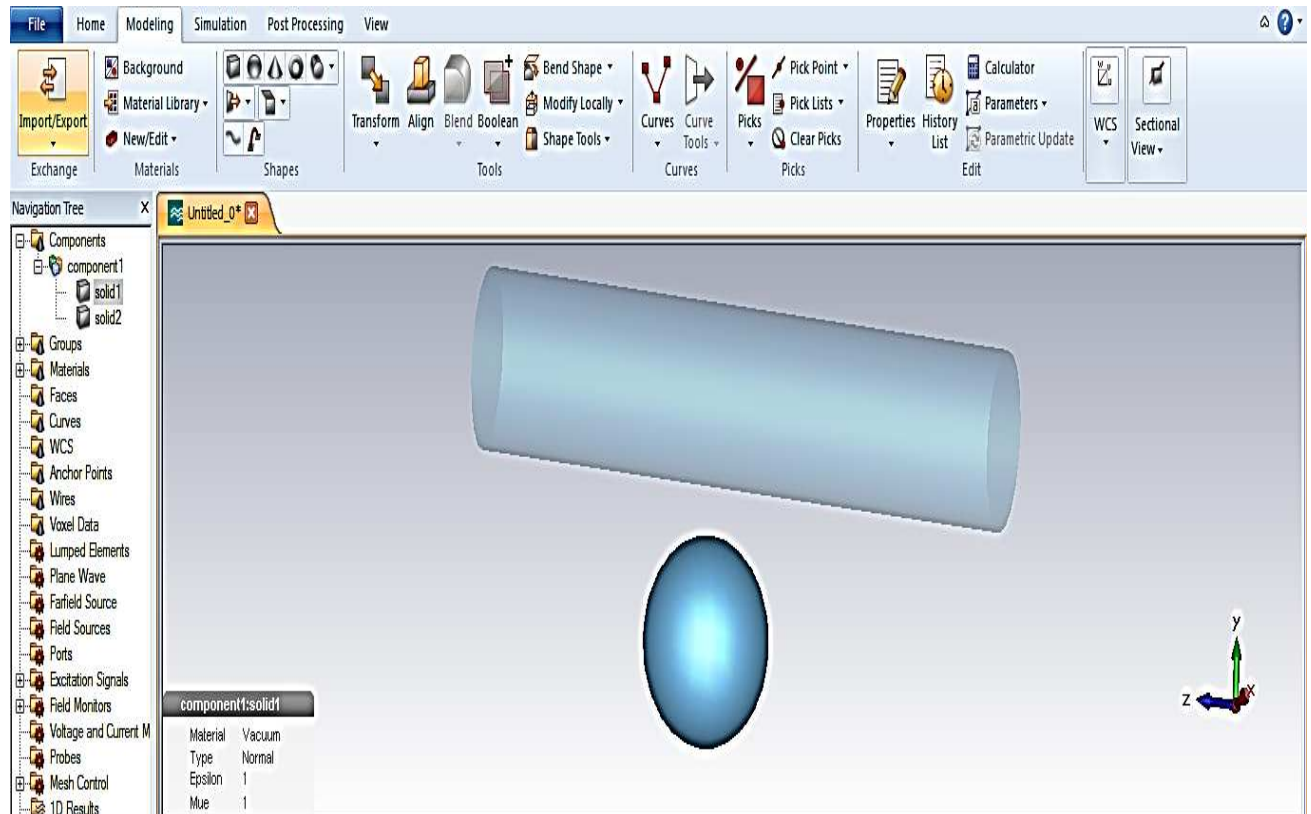 File Home Modeling Simulation Post Processing View
Background
Material Library
New/Edit
Import/Export
Exchange
Materials
Shapes
Transform Align Blend Boolean
Bend Shape
Modify Locally
Shape Tools
Tools
Curves Curve Tools
Curves
Picks
Pick Point
Pick Lists
Clear Picks
Picks
Properties History List
Calculator
Parameters
Parametric Update
Edit
WCS
Sectional View
Navigation Tree X
Untitled_0*
Components
component1
solid1
solid2
Groups
Materials
Faces
Curves
WCS
Anchor Points
Wires
Voxel Data
Lumped Elements
Plane Wave
Farfield Source
Field Sources
Ports
Excitation Signals
Field Monitors
Voltage and Current M
Probes
Mesh Control
1D Results
component1:solid1
Material Vacuum
Type Normal
Epsilon 1
Mue 1
y
z x